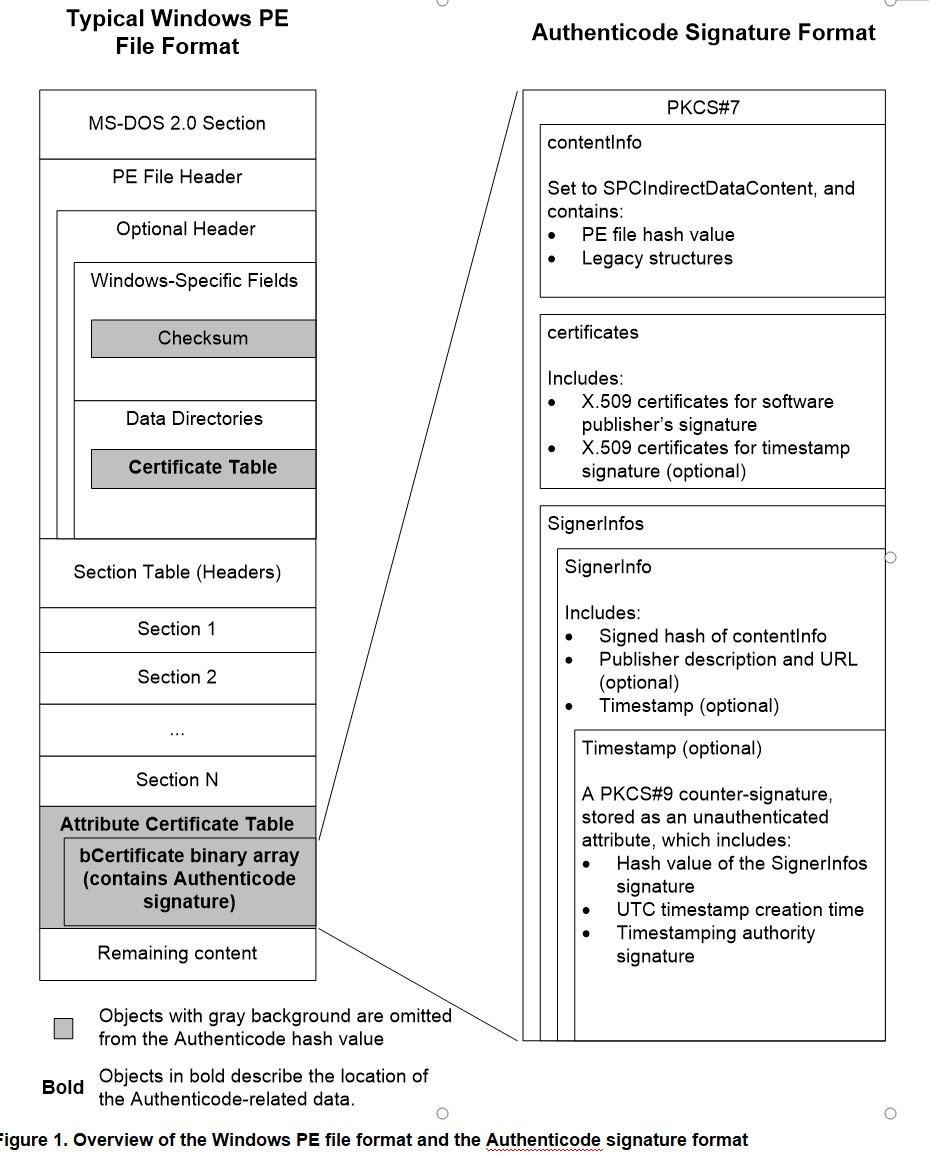 Typical Windows PE
File Format
MS-DOS 2.0 Section
PE File Header
Optional Header
Windows-Specific Fields
Checksum
Data Directories
Certificate Table
Section Table (Headers)
Section 1
Section 2
...
Section N
Attribute Certificate Table
bCertificate binary array
(contains Authenticode
signature)
Remaining content
Objects with gray background are omitted
from the Authenticode hash value
Bold
Objects in bold describe the location of
the Authenticode-related data.
Authenticode Signature Format
PKCS#7
contentInfo
Set to SPCIndirectDataContent, and
contains:
• PE file hash value
• Legacy structures
certificates
Includes:
• X.509 certificates for software
publisher's signature
• X.509 certificates for timestamp
signature (optional)
SignerInfos
SignerInfo
Includes:
• Signed hash of contentInfo
• Publisher description and URL
(optional)
• Timestamp (optional)
Timestamp (optional)
A PKCS#9 counter-signature,
stored as an unauthenticated
attribute, which includes:
• Hash value of the SignerInfos
signature
• UTC timestamp creation time
• Timestamping authority
signature
Figure 1. Overview of the Windows PE file format and the Authenticode signature format